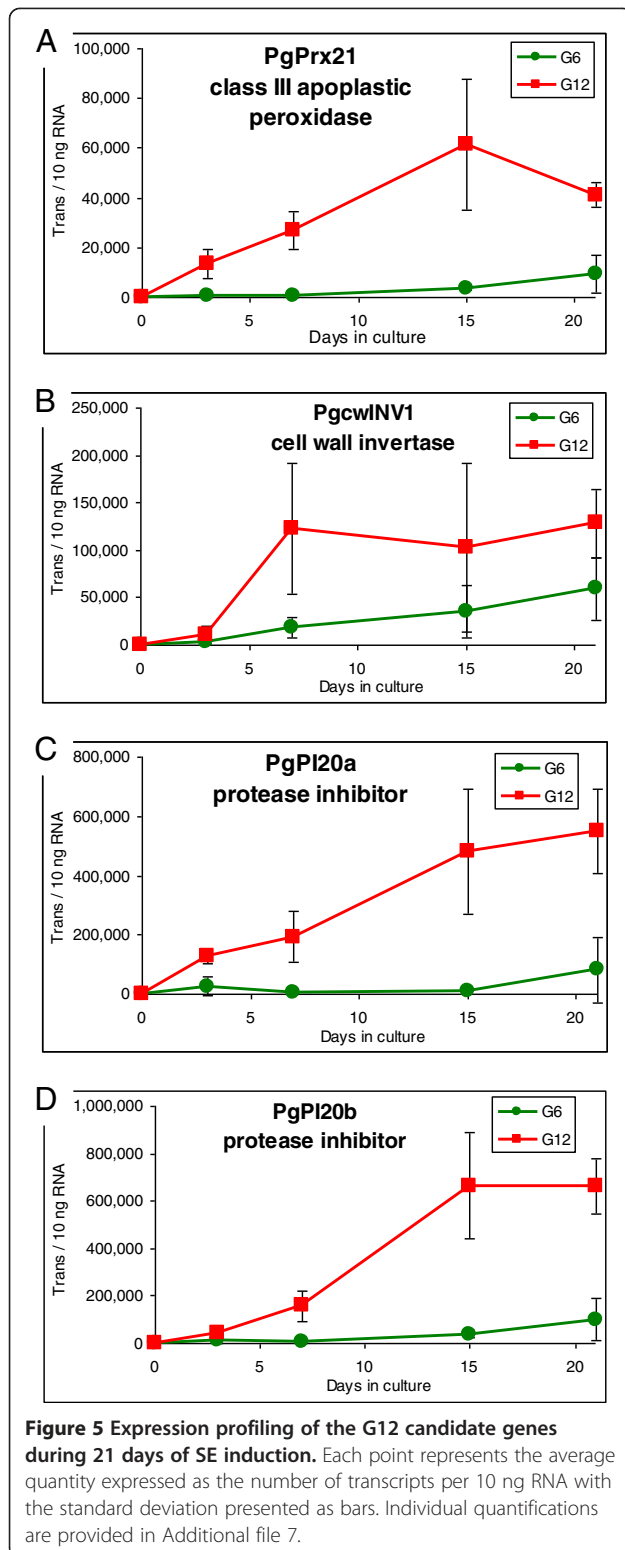 A
PgPrx21
class III apoplastic
peroxidase
G6
G12
Trans / 10 ng RNA
100,000
80,000
60,000
40,000
20,000
0
0 5 10 15 20
Days in culture
B
PgcwINV1
cell wall invertase
G6
G12
Trans / 10 ng RNA
250,000
200,000
150,000
100,000
50,000
0
0 5 10 15 20
Days in culture
C
PgPI20a
protease inhibitor
G6
G12
Trans / 10 ng RNA
800,000
600,000
400,000
200,000
0
0 5 10 15 20
Days in culture
D
PgPI20b
protease inhibitor
G6
G12
Trans / 10 ng RNA
1,000,000
800,000
600,000
400,000
200,000
0
0 5 10 15 20
Days in culture
Figure 5 Expression profiling of the G12 candidate genes
during 21 days of SE induction. Each point represents the average
quantity expressed as the number of transcripts per 10 ng RNA with
the standard deviation presented as bars. Individual quantifications
are provided in Additional file 7.